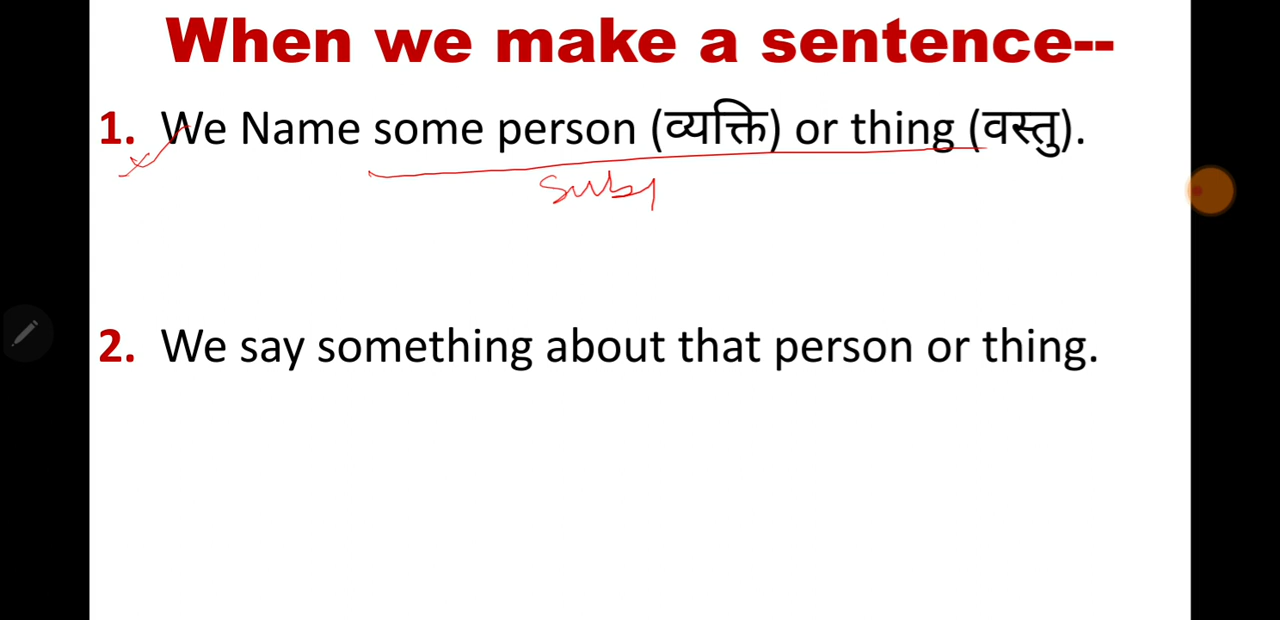 When we make a sentence--
1. We Name some person (व्यक्ति) or thing (वस्तु).
Subj
2. We say something about that person or thing.